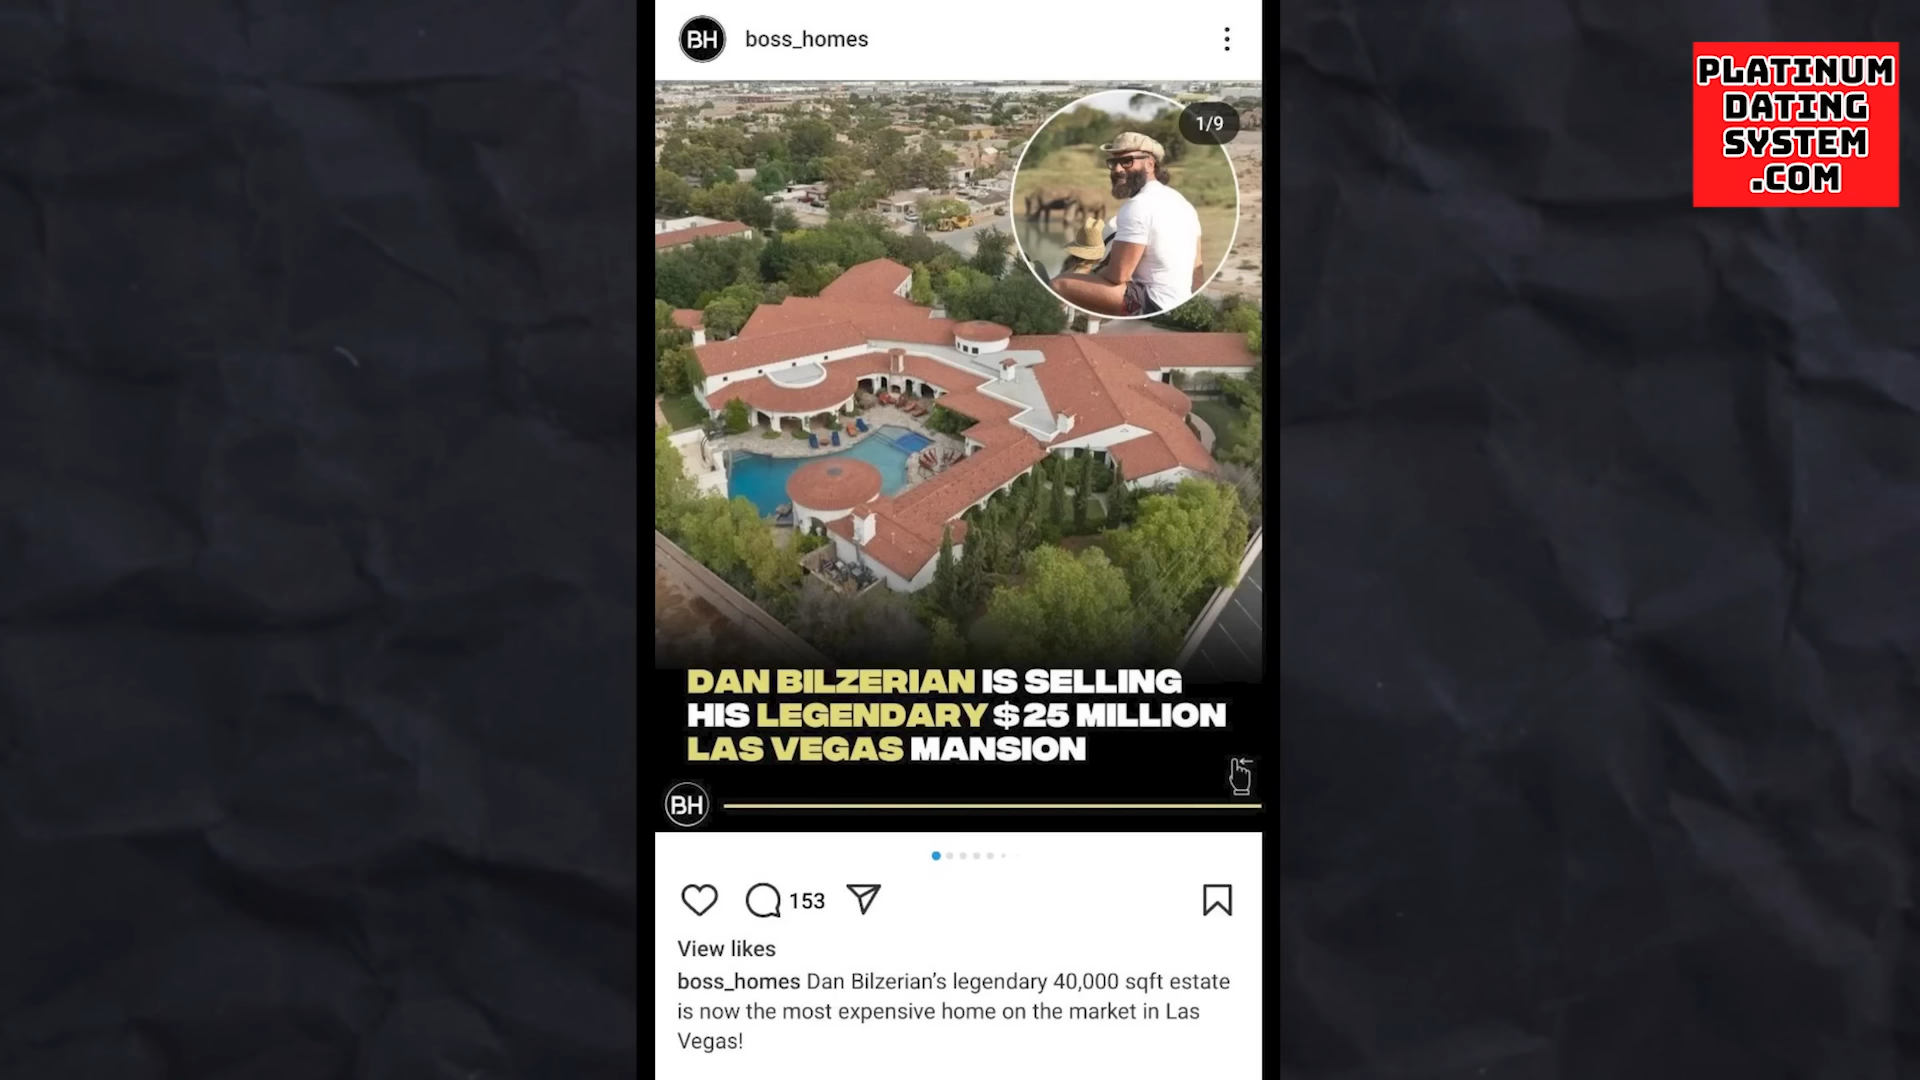 BH boss_homes
1/9
PLATINUM
DATING
SYSTEM
.COM
DAN BILZERIAN IS SELLING
HIS LEGENDARY $25 MILLION
LAS VEGAS MANSION
BH
153
View likes
boss_homes Dan Bilzerian’s legendary 40,000 sqft estate
is now the most expensive home on the market in Las
Vegas!